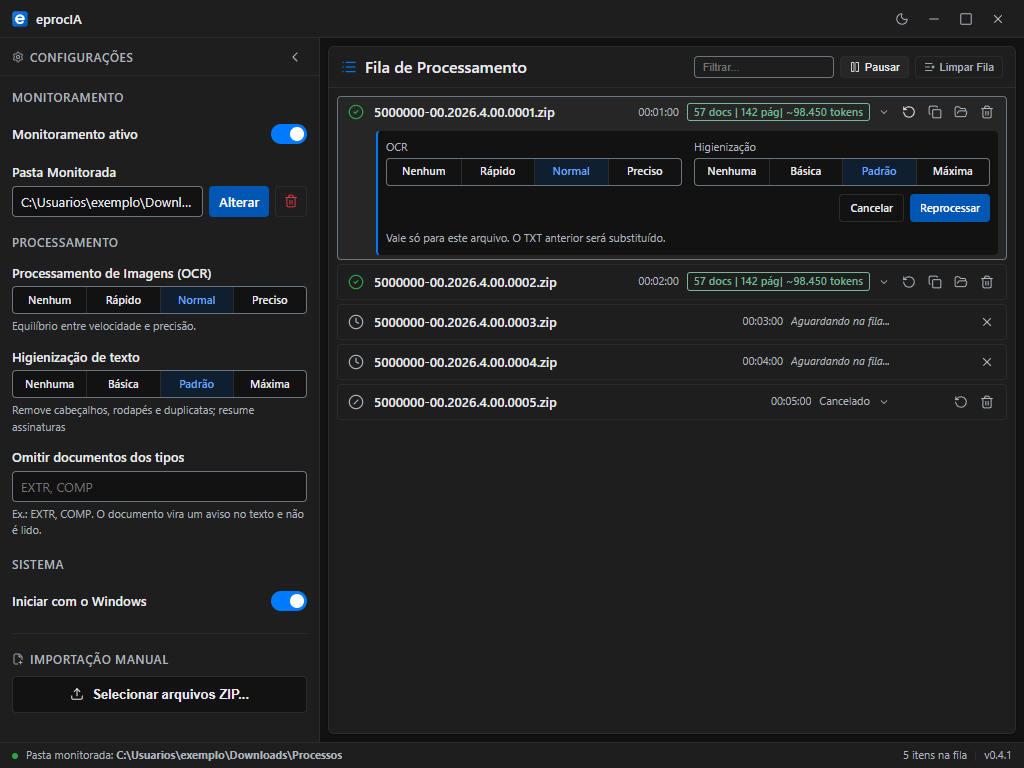 eprocIA
CONFIGURAÇÕES
MONITORAMENTO
Monitoramento ativo
Pasta Monitorada
C:\Usuarios\exemplo\Downl...
Alterar
PROCESSAMENTO
Processamento de Imagens (OCR)
Nenhum Rápido Normal Preciso
Equilíbrio entre velocidade e precisão.
Higienização de texto
Nenhuma Básica Padrão Máxima
Remove cabeçalhos, rodapés e duplicatas; resume
assinaturas
Omitir documentos dos tipos
EXTR, COMP
Ex.: EXTR, COMP. O documento vira um aviso no texto e não
é lido.
SISTEMA
Iniciar com o Windows
IMPORTAÇÃO MANUAL
Selecionar arquivos ZIP...
Fila de Processamento
Filtrar...
Pausar
Limpar Fila
5000000-00.2026.4.00.0001.zip 00:01:00 57 docs | 142 pág| ~98.450 tokens
OCR Higienização
Nenhum Rápido Normal Preciso Nenhuma Básica Padrão Máxima
Cancelar Reprocessar
Vale só para este arquivo. O TXT anterior será substituído.
5000000-00.2026.4.00.0002.zip 00:02:00 57 docs | 142 pág| ~98.450 tokens
5000000-00.2026.4.00.0003.zip 00:03:00 Aguardando na fila...
5000000-00.2026.4.00.0004.zip 00:04:00 Aguardando na fila...
5000000-00.2026.4.00.0005.zip 00:05:00 Cancelado
Pasta monitorada: C:\Usuarios\exemplo\Downloads\Processos 5 itens na fila v0.4.1